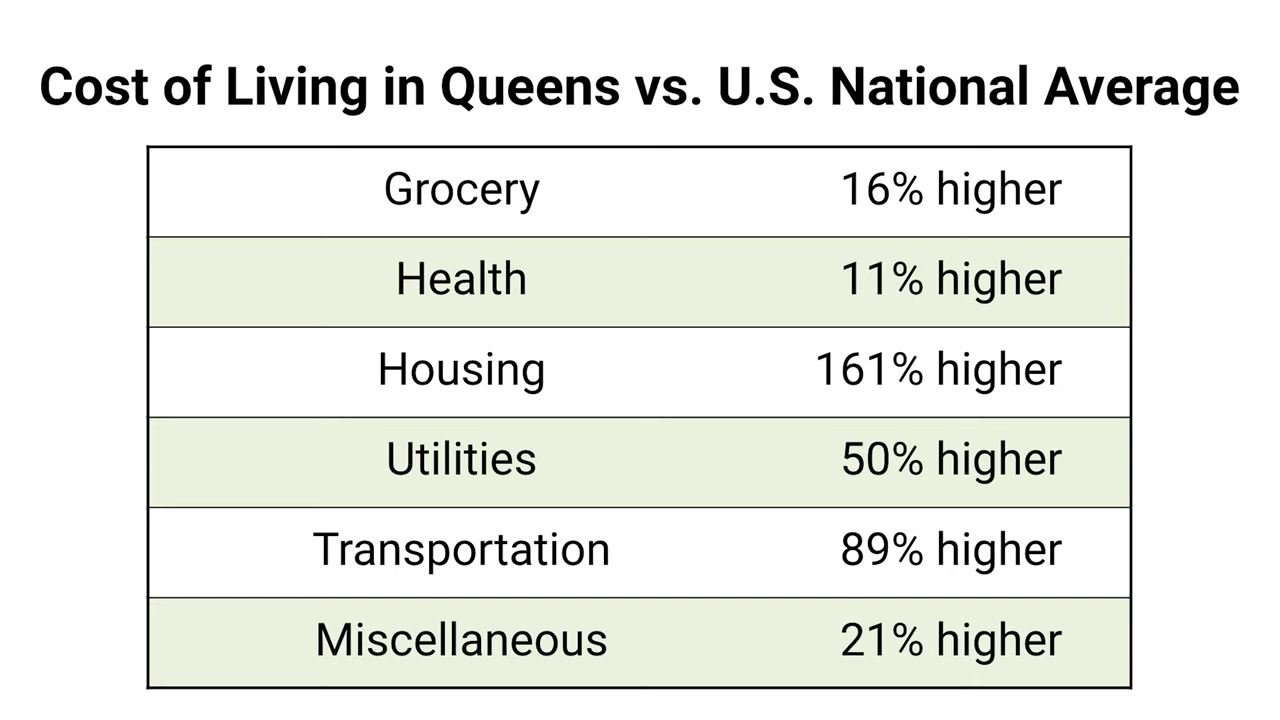 Cost of Living in Queens vs. U.S. National Average
Grocery 16% higher
Health 11% higher
Housing 161% higher
Utilities 50% higher
Transportation 89% higher
Miscellaneous 21% higher